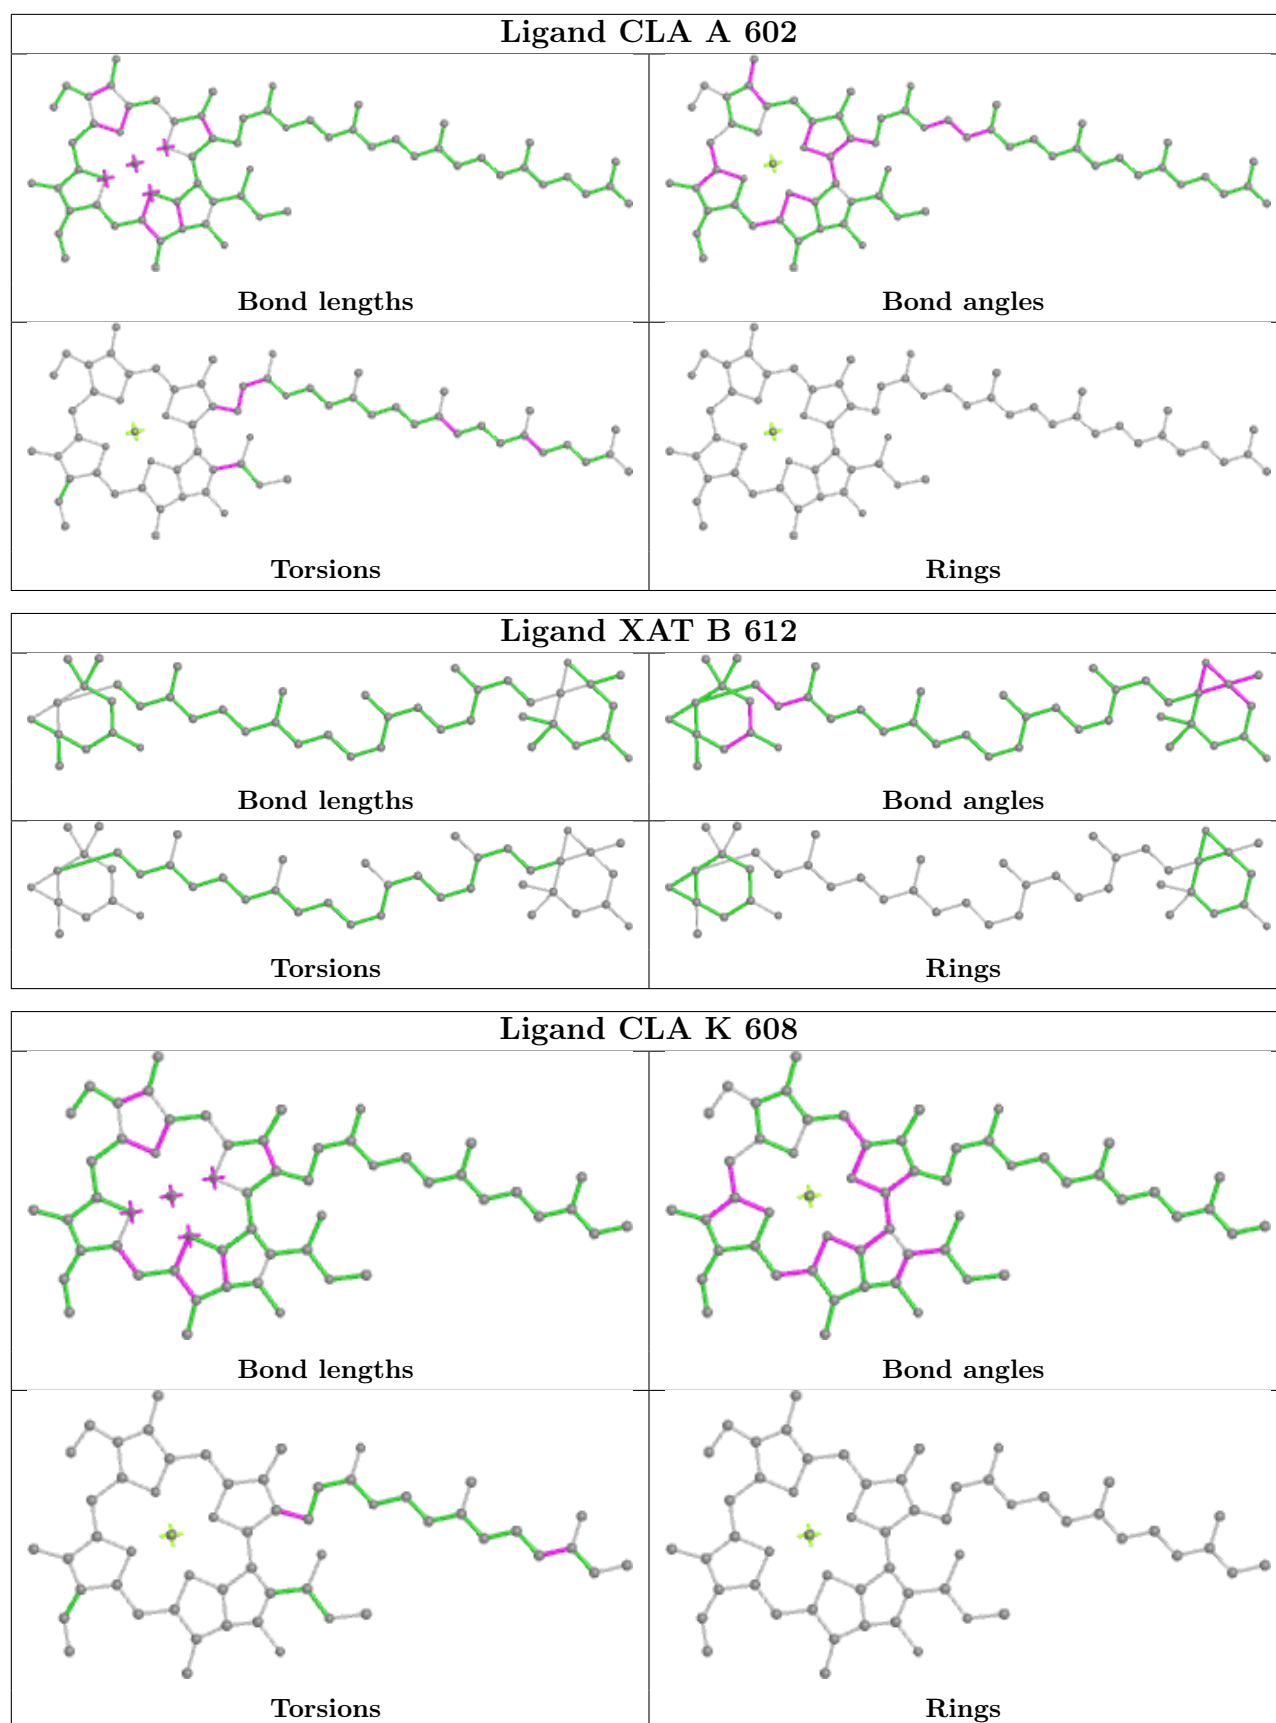 Ligand CLA A 602
Bond lengths
Bond angles
Torsions
Rings
Ligand XAT B 612
Bond lengths
Bond angles
Torsions
Rings
Ligand CLA K 608
Bond lengths
Bond angles
Torsions
Rings